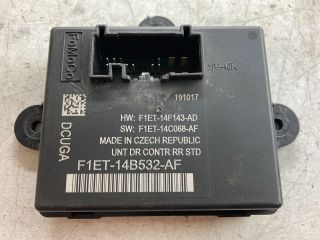 FoMoCo
191017
DCUGA
HW: F1ET-14F143-AD
SW: F1ET-14C068-AF
MADE IN CZECH REPUBLIC
UNT DR CONTR RR STD
F1ET-14B532-AF